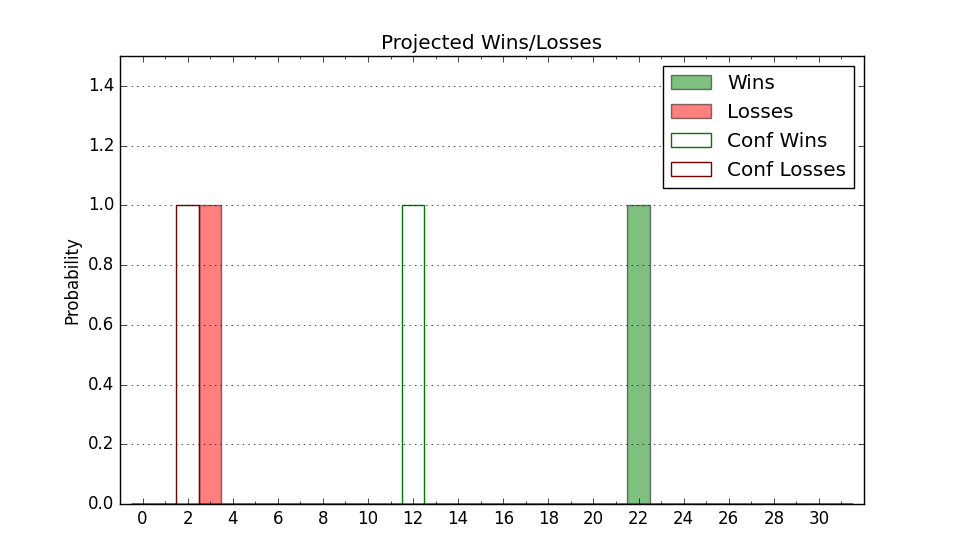 Projected Wins/Losses
Wins
Losses
Conf Wins
Conf Losses
Probability
1.4
1.2
1.0
0.8
0.6
0.4
0.2
0.0
0 2 4 6 8 10 12 14 16 18 20 22 24 26 28 30